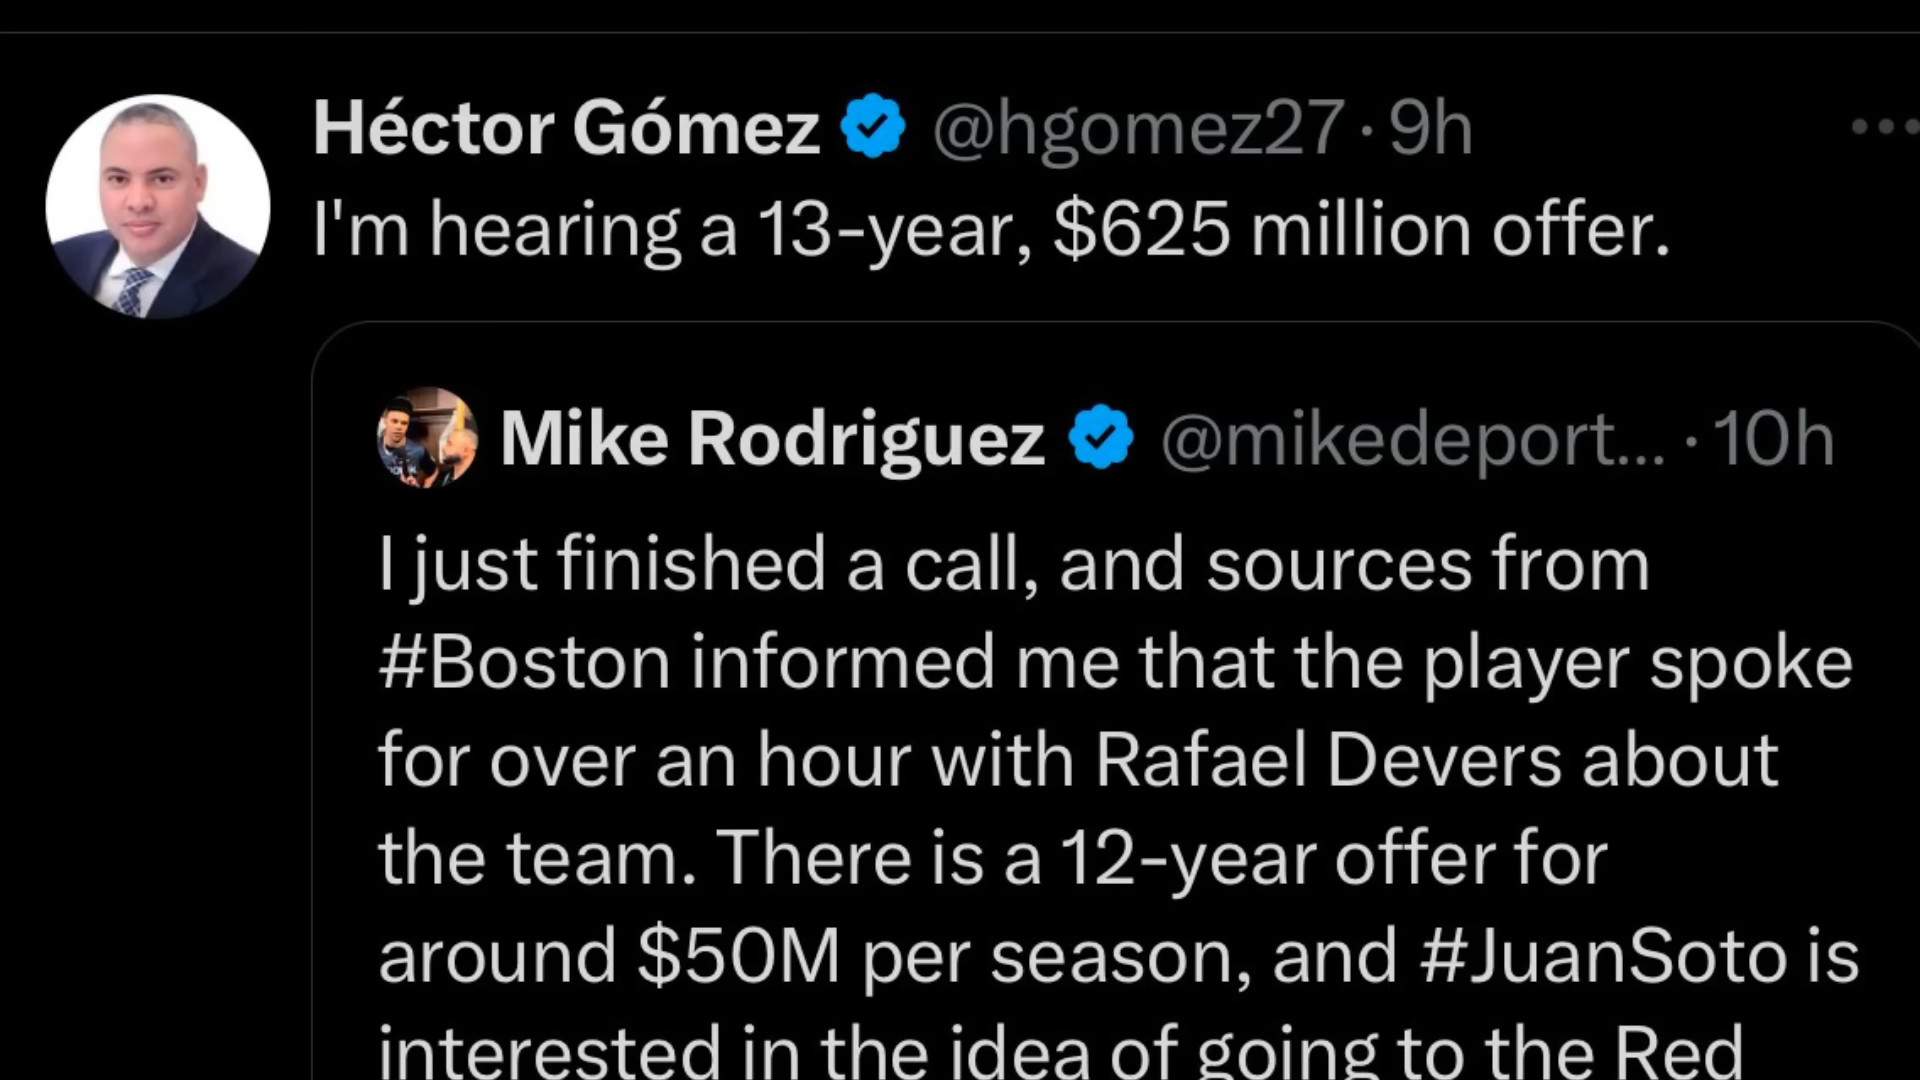 Héctor Gómez @hgomez27 · 9h
I'm hearing a 13-year, $625 million offer.
Mike Rodriguez @mikedeport... · 10h
I just finished a call, and sources from
#Boston informed me that the player spoke
for over an hour with Rafael Devers about
the team. There is a 12-year offer for
around $50M per season, and #JuanSoto is
interested in the idea of going to the Red